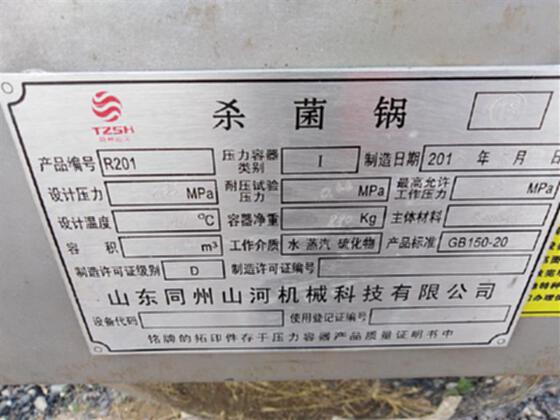 TZSH
杀菌锅
产品编号 R201 压力容器类别 I 制造日期 201 年 月 日
设计压力 MPa 耐压试验压力 MPa 最高允许工作压力 MPa
设计温度 ℃ 容器净重 Kg 主体材料
容积 m³ 工作介质 水 蒸汽 硫化物 产品标准 GB150-20
制造许可证级别 D 制造许可证编号
山东同州山河机械科技有限公司
设备代码 使用登记证编号
铭牌的拓印件存于压力容器产品质量证明书中